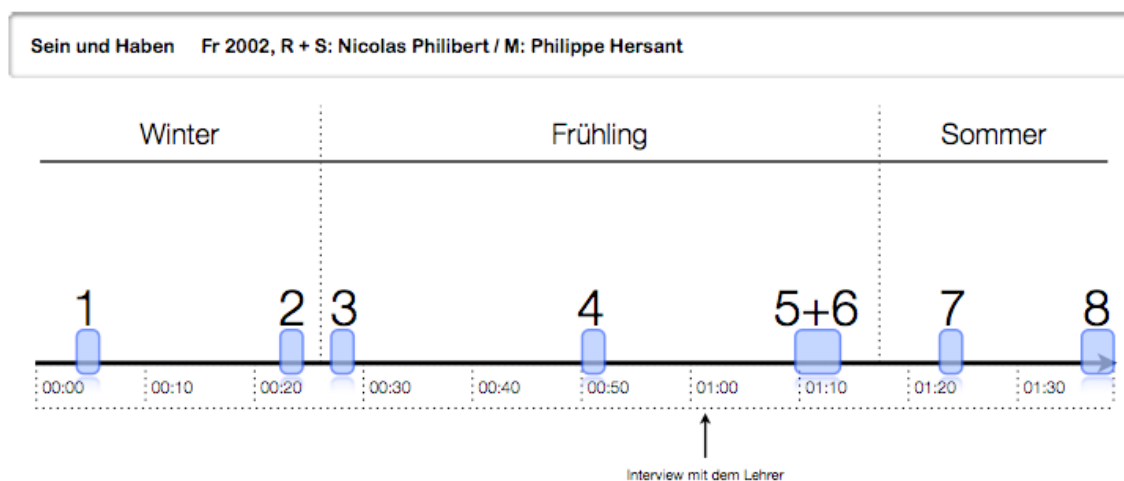 Sein und Haben Fr 2002, R + S: Nicolas Philibert / M: Philippe Hersant
Winter Frühling Sommer
1 2 3 4 5+6 7 8
00:00 00:10 00:20 00:30 00:40 00:50 01:00 01:10 01:20 01:30
Interview mit dem Lehrer